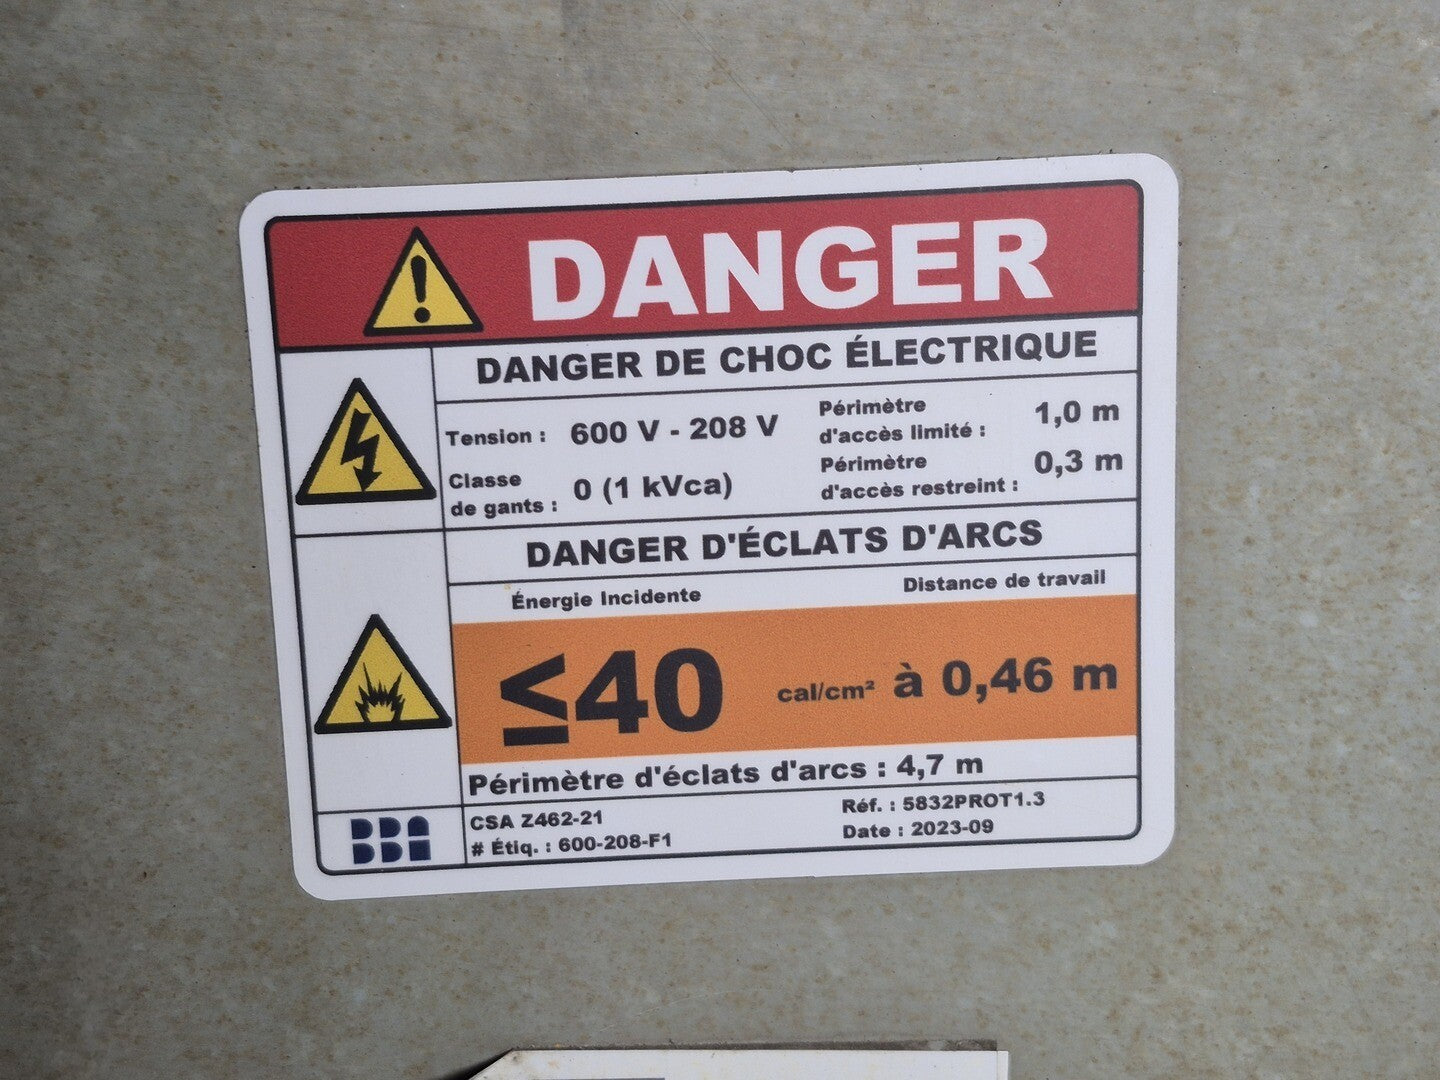 DANGER
DANGER DE CHOC ÉLECTRIQUE
Tension : 600 V - 208 V
Classe
de gants : 0 (1 kVca)
Périmètre
d'accès limité : 1,0 m
Périmètre
d'accès restreint : 0,3 m
DANGER D'ÉCLATS D'ARCS
Énergie Incidente Distance de travail
≤40 cal/cm² à 0,46 m
Périmètre d'éclats d'arcs : 4,7 m
BBA
CSA Z462-21
# Étiq. : 600-208-F1
Réf. : 5832PROT1.3
Date : 2023-09